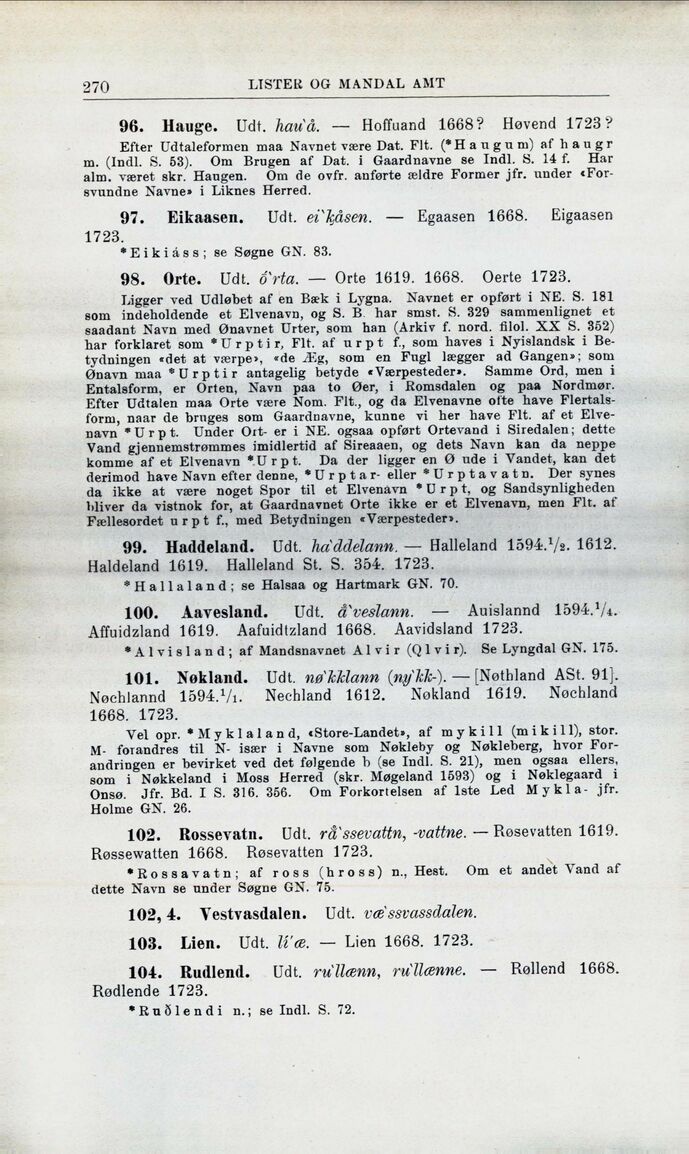 270 LISTER OG MANDAL AMT
96. Hauge. Udt. hau'å. — Hoffuand 1668? Høvend 1723?
Efter Udtaleformen maa Navnet være Dat. Flt. (*Haugum) af haugr
m. (Indl. S. 53). Om Brugen af Dat. i Gaardnavne se Indl. S. 14 f. Har
alm. været skr. Haugen. Om de ovfr. anførte ældre Former jfr. under «For-
svundne Navne» i Liknes Herred.
97. Eikaasen. Udt. ei`kåsen. — Egaasen 1668. Eigaasen
1723.
*Eikiáss; se Søgne GN. 83.
98. Orte. Udt. ó`rta. — Orte 1619. 1668. Oerte 1723.
Ligger ved Udløbet af en Bæk i Lygna. Navnet er opført i NE. S. 181
som indeholdende et Elvenavn, og S. B. har smst. S. 329 sammenlignet et
saadant Navn med Ønavnet Urter, som han (Arkiv f. nord. filol. XX S. 352)
har forklaret som *Urptir, Flt. af urpt f., som haves i Nyislandsk i Be-
tydningen «det at værpe», «de Æg, som en Fugl lægger ad Gangen»; som
Ønavn maa *Urptir antagelig betyde «Værpesteder». Samme Ord, men i
Entalsform, er Orten, Navn paa to Øer, i Romsdalen og paa Nordmør.
Efter Udtalen maa Orte være Nom. Flt., og da Elvenavne ofte have Flertals-
form, naar de bruges som Gaardnavne, kunne vi her have Flt. af et Elve-
navn *Urpt. Under Ort- er i NE. ogsaa opført Ortevand i Siredalen; dette
Vand gjennemstrømmes imidlertid af Sireaaen, og dets Navn kan da neppe
komme af et Elvenavn *Urpt. Da der ligger en Ø ude i Vandet, kan det
derimod have Navn efter denne, *Urptar- eller *Urptavatn. Der synes
da ikke at være noget Spor til et Elvenavn *Urpt, og Sandsynligheden
bliver da vistnok for, at Gaardnavnet Orte ikke er et Elvenavn, men Flt. af
Fællesordet urpt f., med Betydningen «Værpesteder».
99. Haddeland. Udt. ha`ddelann. — Halleland 1594.1/2. 1612.
Haldeland 1619. Halleland St. S. 354. 1723.
*Hallaland; se Halsaa og Hartmark GN. 70.
100. Aavesland. Udt. å`veslann. — Auislannd 1594.1/4.
Affuidzland 1619. Aafuidtzland 1668. Aavidsland 1723.
*Alvisland; af Mandsnavnet Alvir (Qlvir). Se Lyngdal GN. 175.
101. Nøkland. Udt. nø`kklann (ny`kk-). — [Nøthland ASt. 91].
Nøchlannd 1594.1/1. Nechland 1612. Nøkland 1619. Nøchland
1668. 1723.
Vel opr. *Myklaland, «Store-Landet», af mykill (mikill), stor.
M- forandres til N- især i Navne som Nøkleby og Nøkleberg, hvor For-
andringen er bevirket ved det følgende b (se Indl. S. 21), men ogsaa ellers,
som i Nøkkeland i Moss Herred (skr. Møgeland 1593) og i Nøklegaard i
Onsø. Jfr. Bd. I S. 316. 356. Om Forkortelsen af 1ste Led Mykla- jfr.
Holme GN. 26.
102. Rossevatn. Udt. rå`ssevattn, -vattne. — Røsevatten 1619.
Røssewatten 1668. Røsevatten 1723.
*Rossavatn; af ross (hross) n., Hest. Om et andet Vand af
dette Navn se under Søgne GN. 75.
102, 4. Vestvasdalen. Udt. væ`ssvassdalen.
103. Lien. Udt. li'æ. — Lien 1668. 1723.
104. Rudlend. Udt. ru`llænn, ru`llænne. — Røllend 1668.
Rødlende 1723.
*Ruðlendi n.; se Indl. S. 72.